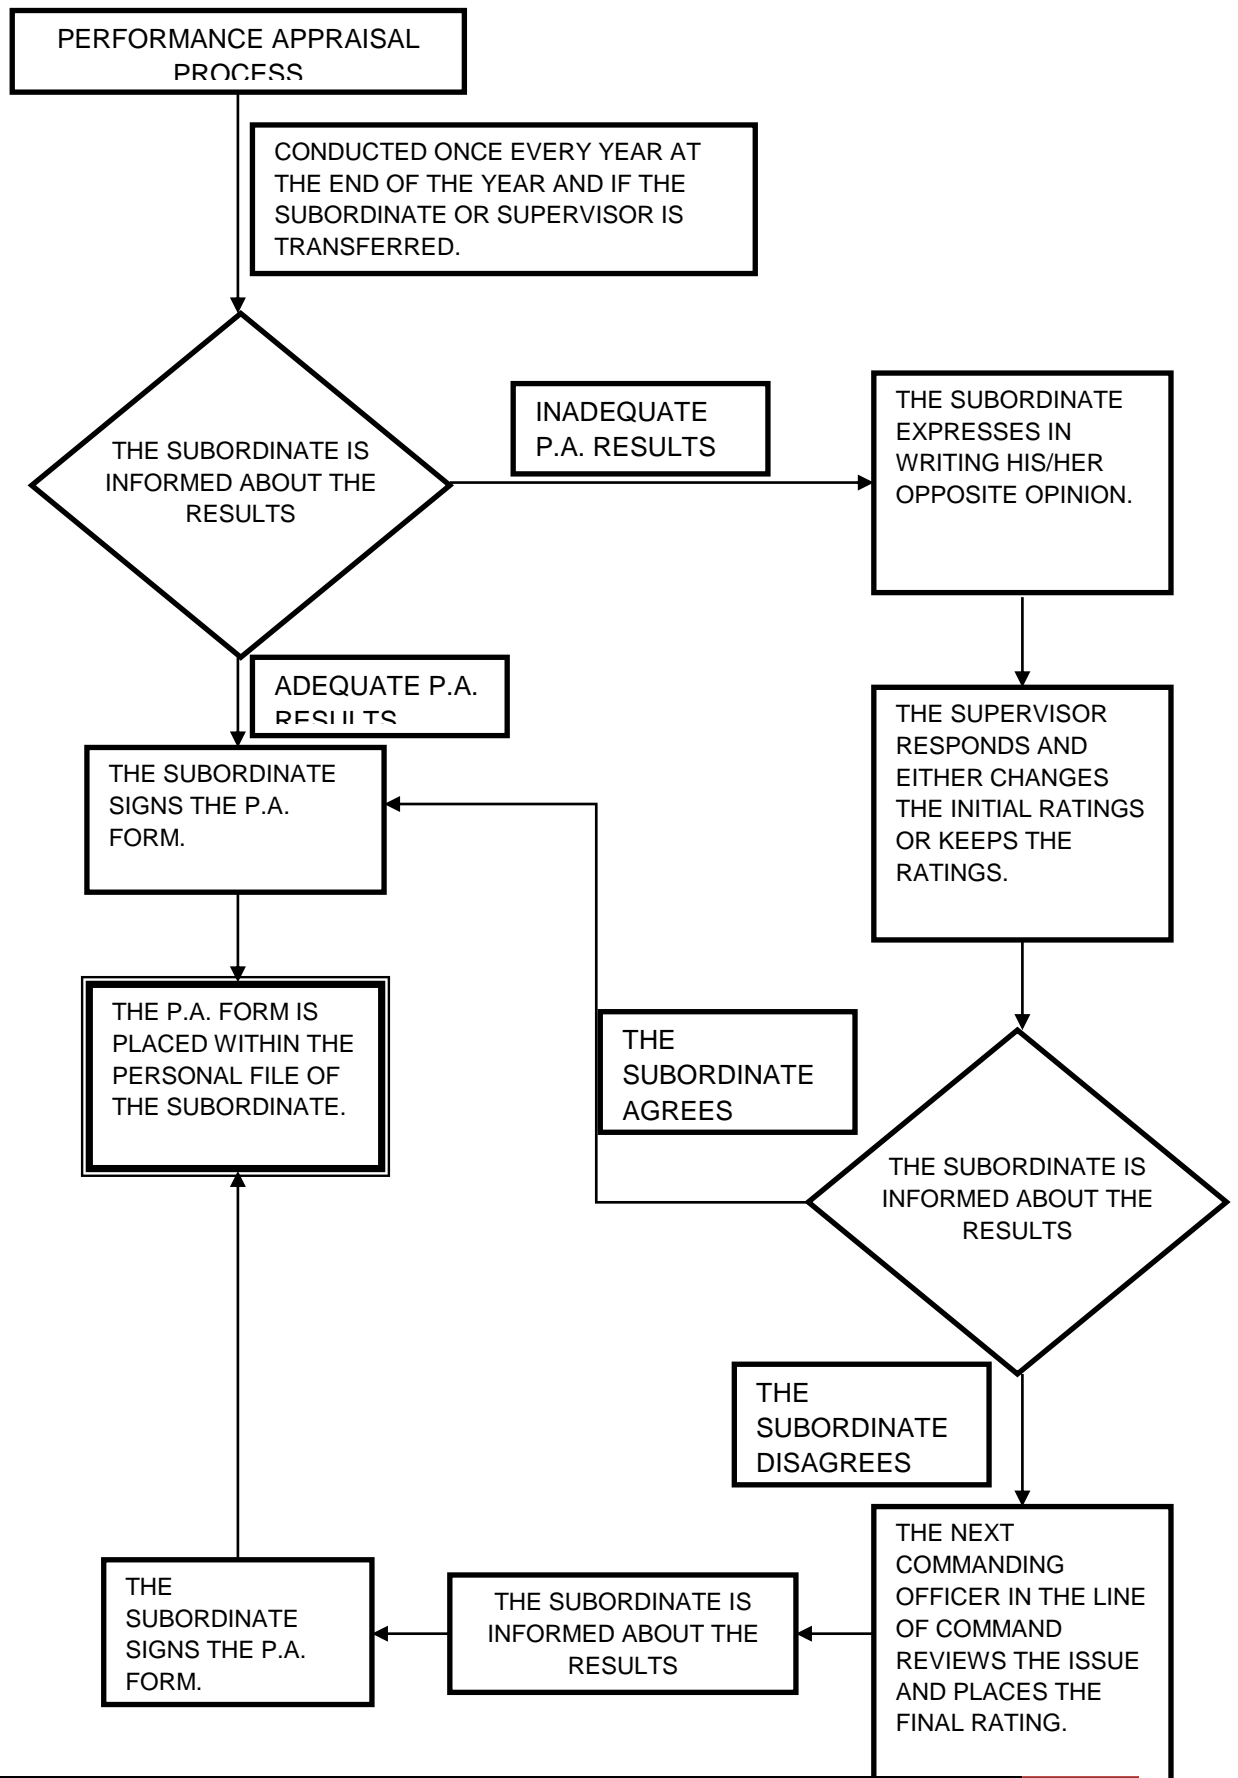 PERFORMANCE APPRAISAL
PROCESS
CONDUCTED ONCE EVERY YEAR AT
THE END OF THE YEAR AND IF THE
SUBORDINATE OR SUPERVISOR IS
TRANSFERRED.
THE SUBORDINATE IS
INFORMED ABOUT THE
RESULTS
INADEQUATE
P.A. RESULTS
THE SUBORDINATE
EXPRESSES IN
WRITING HIS/HER
OPPOSITE OPINION.
ADEQUATE P.A.
RESULTS
THE SUBORDINATE
SIGNS THE P.A.
FORM.
THE SUPERVISOR
RESPONDS AND
EITHER CHANGES
THE INITIAL RATINGS
OR KEEPS THE
RATINGS.
THE P.A. FORM IS
PLACED WITHIN THE
PERSONAL FILE OF
THE SUBORDINATE.
THE
SUBORDINATE
AGREES
THE SUBORDINATE IS
INFORMED ABOUT THE
RESULTS
THE
SUBORDINATE
DISAGREES
THE NEXT
COMMANDING
OFFICER IN THE LINE
OF COMMAND
REVIEWS THE ISSUE
AND PLACES THE
FINAL RATING.
THE SUBORDINATE IS
INFORMED ABOUT THE
RESULTS
THE
SUBORDINATE
SIGNS THE P.A.
FORM.